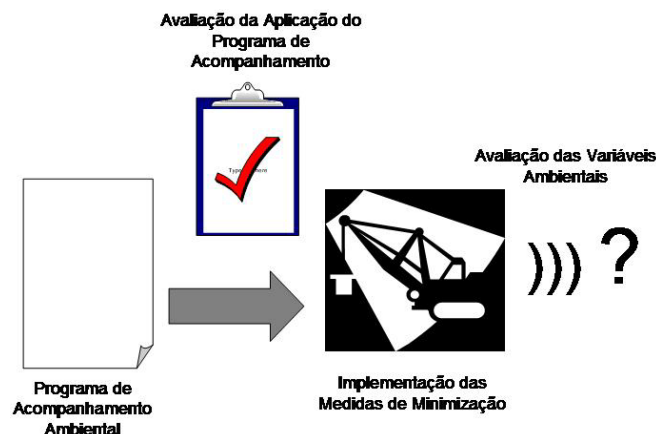 Avaliação da Aplicação do
Programa de
Acompanhamento
Avaliação das Variáveis
Ambientais
)))?
Programa de
Acompanhamento
Ambiental
Implementação das
Medidas de Minimização